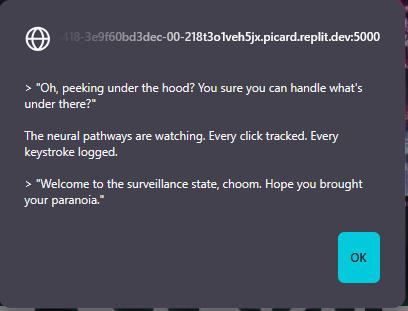 418-3e9f60bd3dec-00-218t3o1veh5jx.picard.replit.dev:5000
> "Oh, peeking under the hood? You sure you can handle what's
under there?"
The neural pathways are watching. Every click tracked. Every
keystroke logged.
> "Welcome to the surveillance state, choom. Hope you brought
your paranoia."
OK